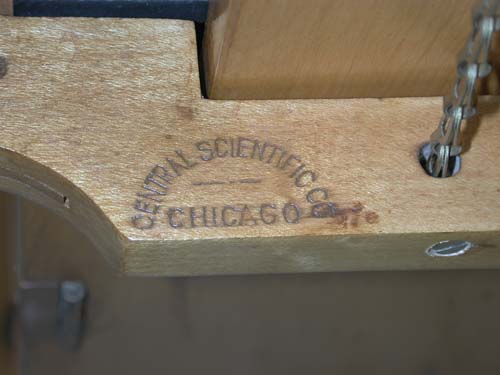 CENTRAL SCIENTIFIC CO.
CHICAGO